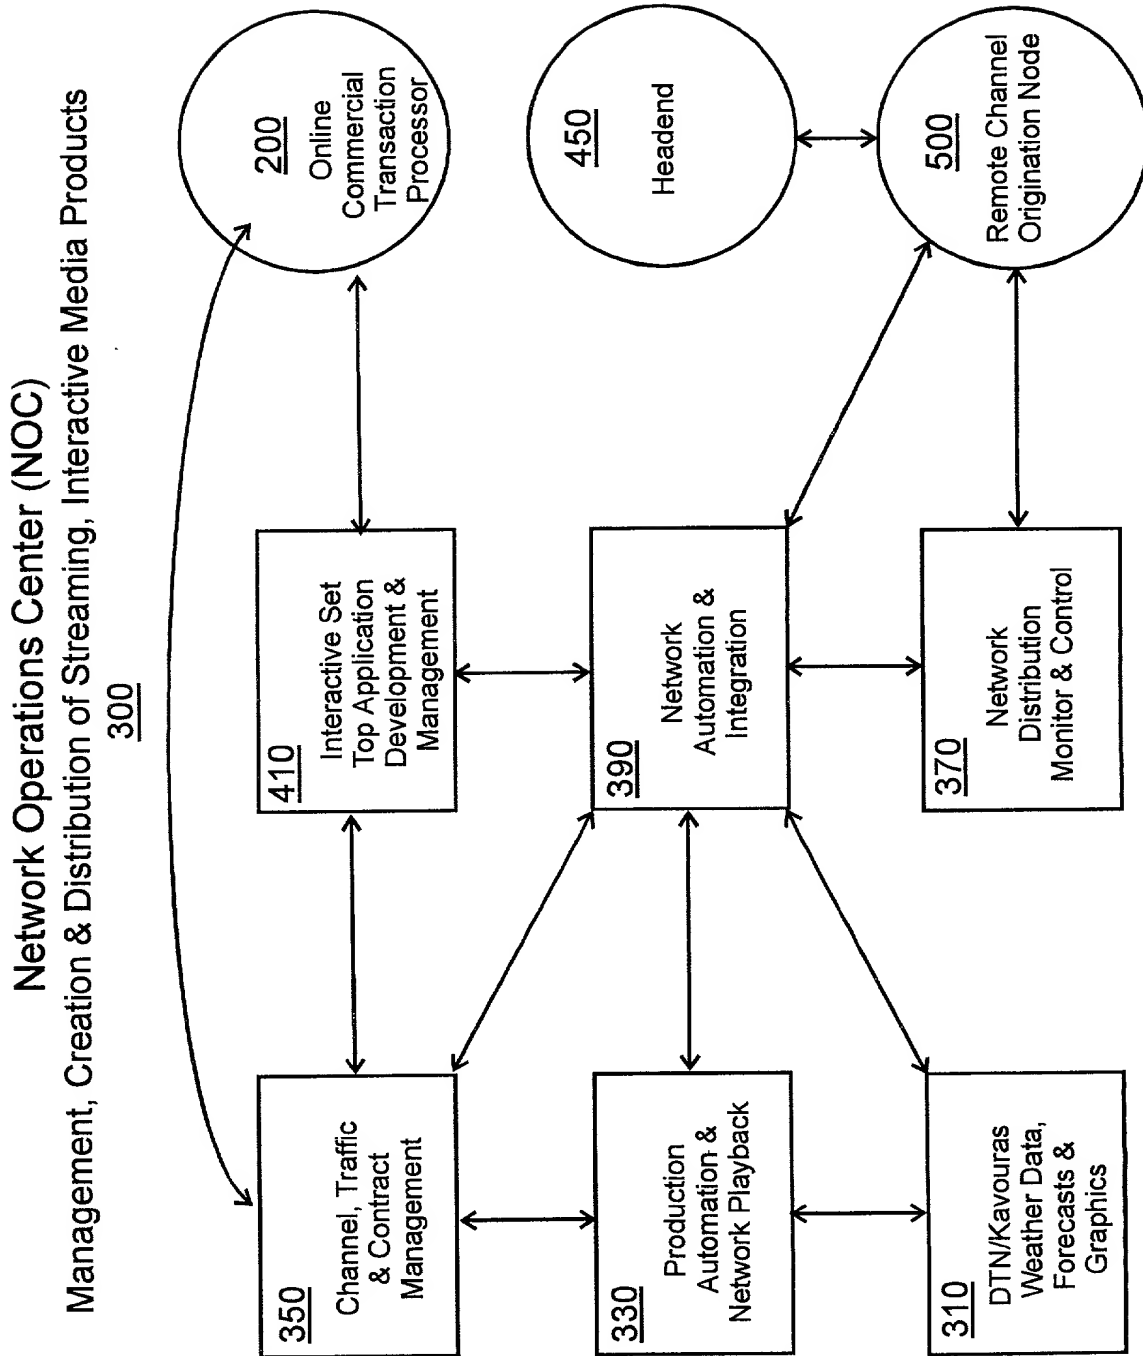 Network Operations Center (NOC)
Management, Creation & Distribution of Streaming, Interactive Media Products
300
350
Channel, Traffic
& Contract
Management
410
Interactive Set
Top Application
Development &
Management
200
Online
Commercial
Transaction
Processor
330
Production
Automation &
Network Playback
390
Network
Automation &
Integration
450
Headend
310
DTN/Kavouras
Weather Data,
Forecasts &
Graphics
370
Network
Distribution
Monitor & Control
500
Remote Channel
Origination Node